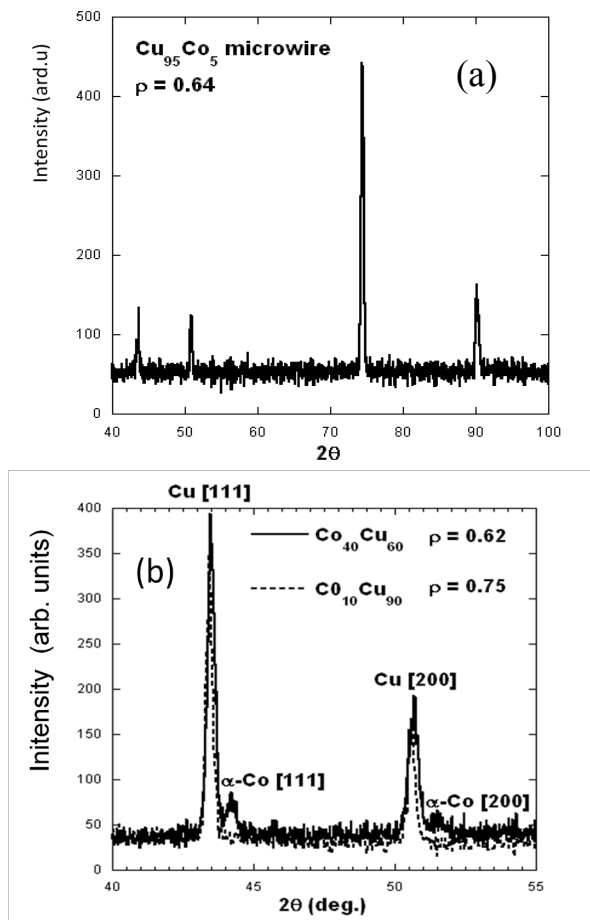 500
Cu95Co5 microwire
ρ = 0.64
(a)
400
300
200
100
0
Intensity (ard.u)
40 50 60 70 80 90 100
2θ
Cu [111]
400
Co40Cu60 ρ = 0.62
350
(b)
C010Cu90 ρ = 0.75
300
250
Cu [200]
200
150
α-Co [111]
100
α-Co [200]
50
0
Initensity (arb. units)
40 45 50 55
2θ (deg.)